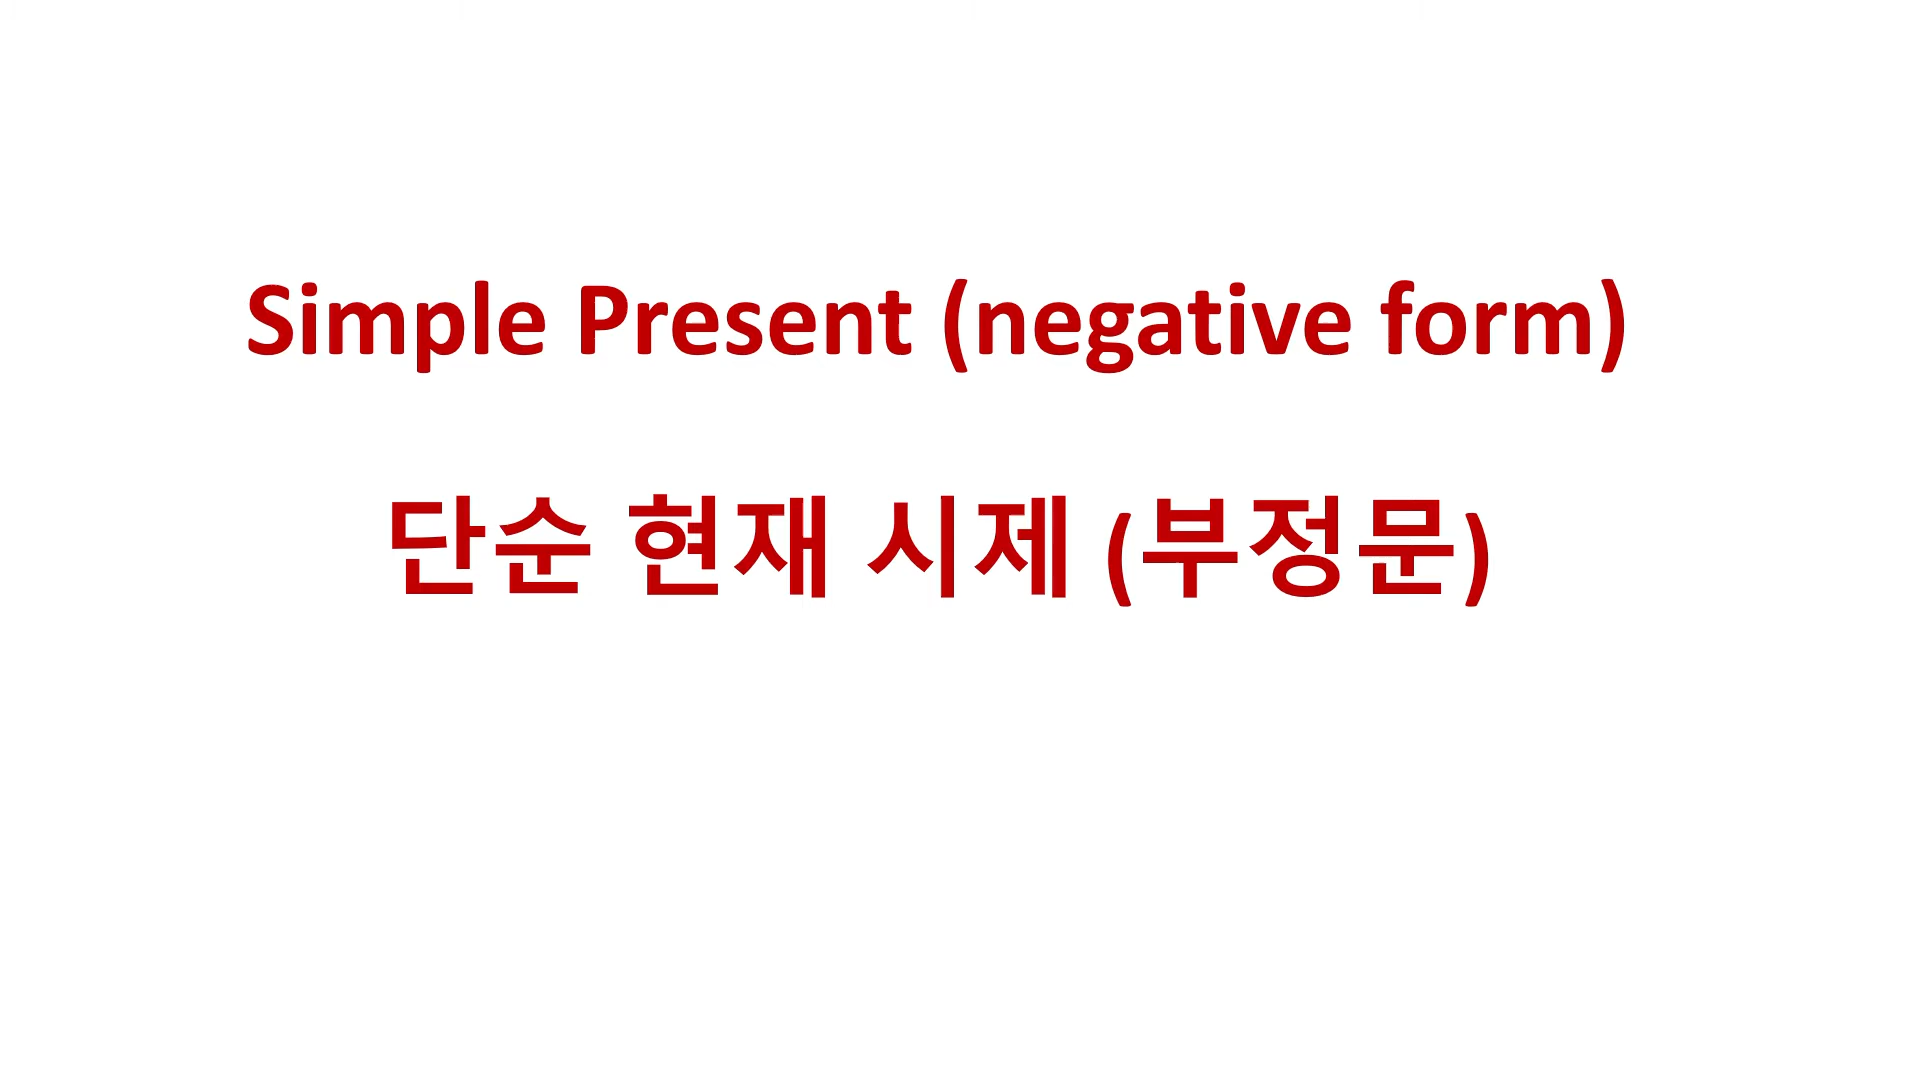 Simple Present (negative form)
단순 현재 시제 (부정문)